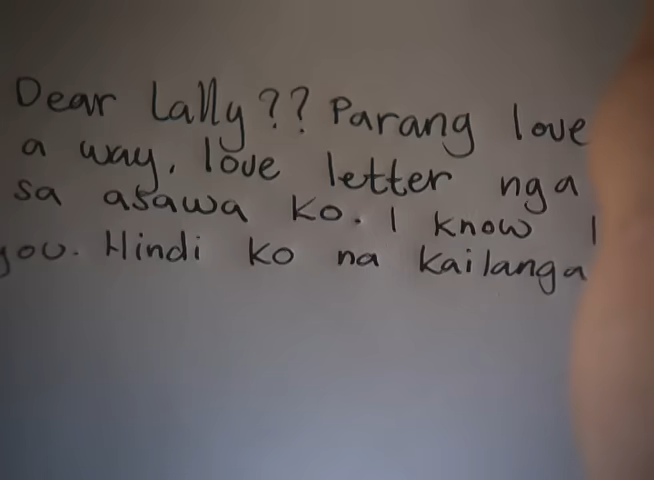 Dear Lally?? Parang love
a way, love letter nga
sa asawa ko. I know I
you. Hindi ko na kailanga